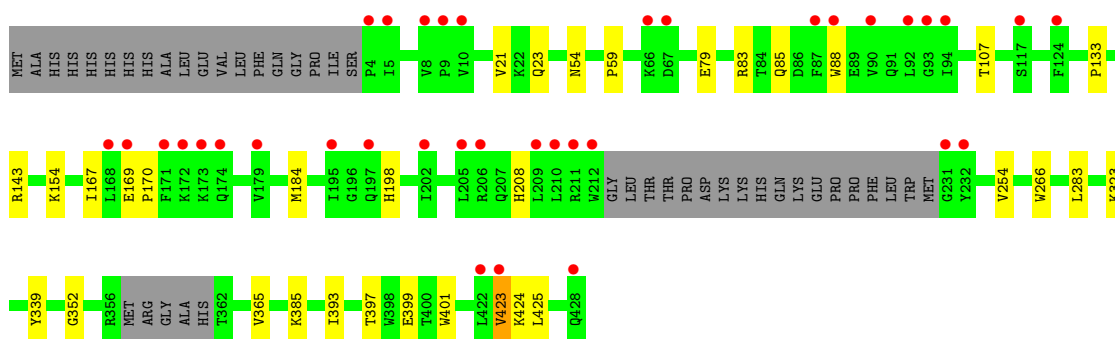 MET ALA HIS HIS HIS HIS HIS HIS ALA LEU GLU VAL LEU PHE GLN GLY PRO ILE SER P4 I5 V8 P9 V10 V21 K22 Q23 N54 P59 K66 D67 E79 R83 T84 Q85 D86 F87 W88 E89 V90 Q91 L92 G93 I94 T107 S117 F124 P133
R143 K154 I167 L168 E169 P170 F171 K172 K173 Q174 V179 M184 I195 G196 Q197 H198 I202 L205 R206 Q207 H208 L209 L210 R211 W212 GLY LEU THR THR PRO ASP LYS LYS HIS GLN LYS GLU PRO PRO PHE LEU TRP MET G231 Y232 V254 W266 L283 K323
Y339 G352 R356 MET ARG GLY ALA HIS T362 V365 K385 I393 T397 W398 E399 T400 W401 L422 V423 K424 L425 Q428